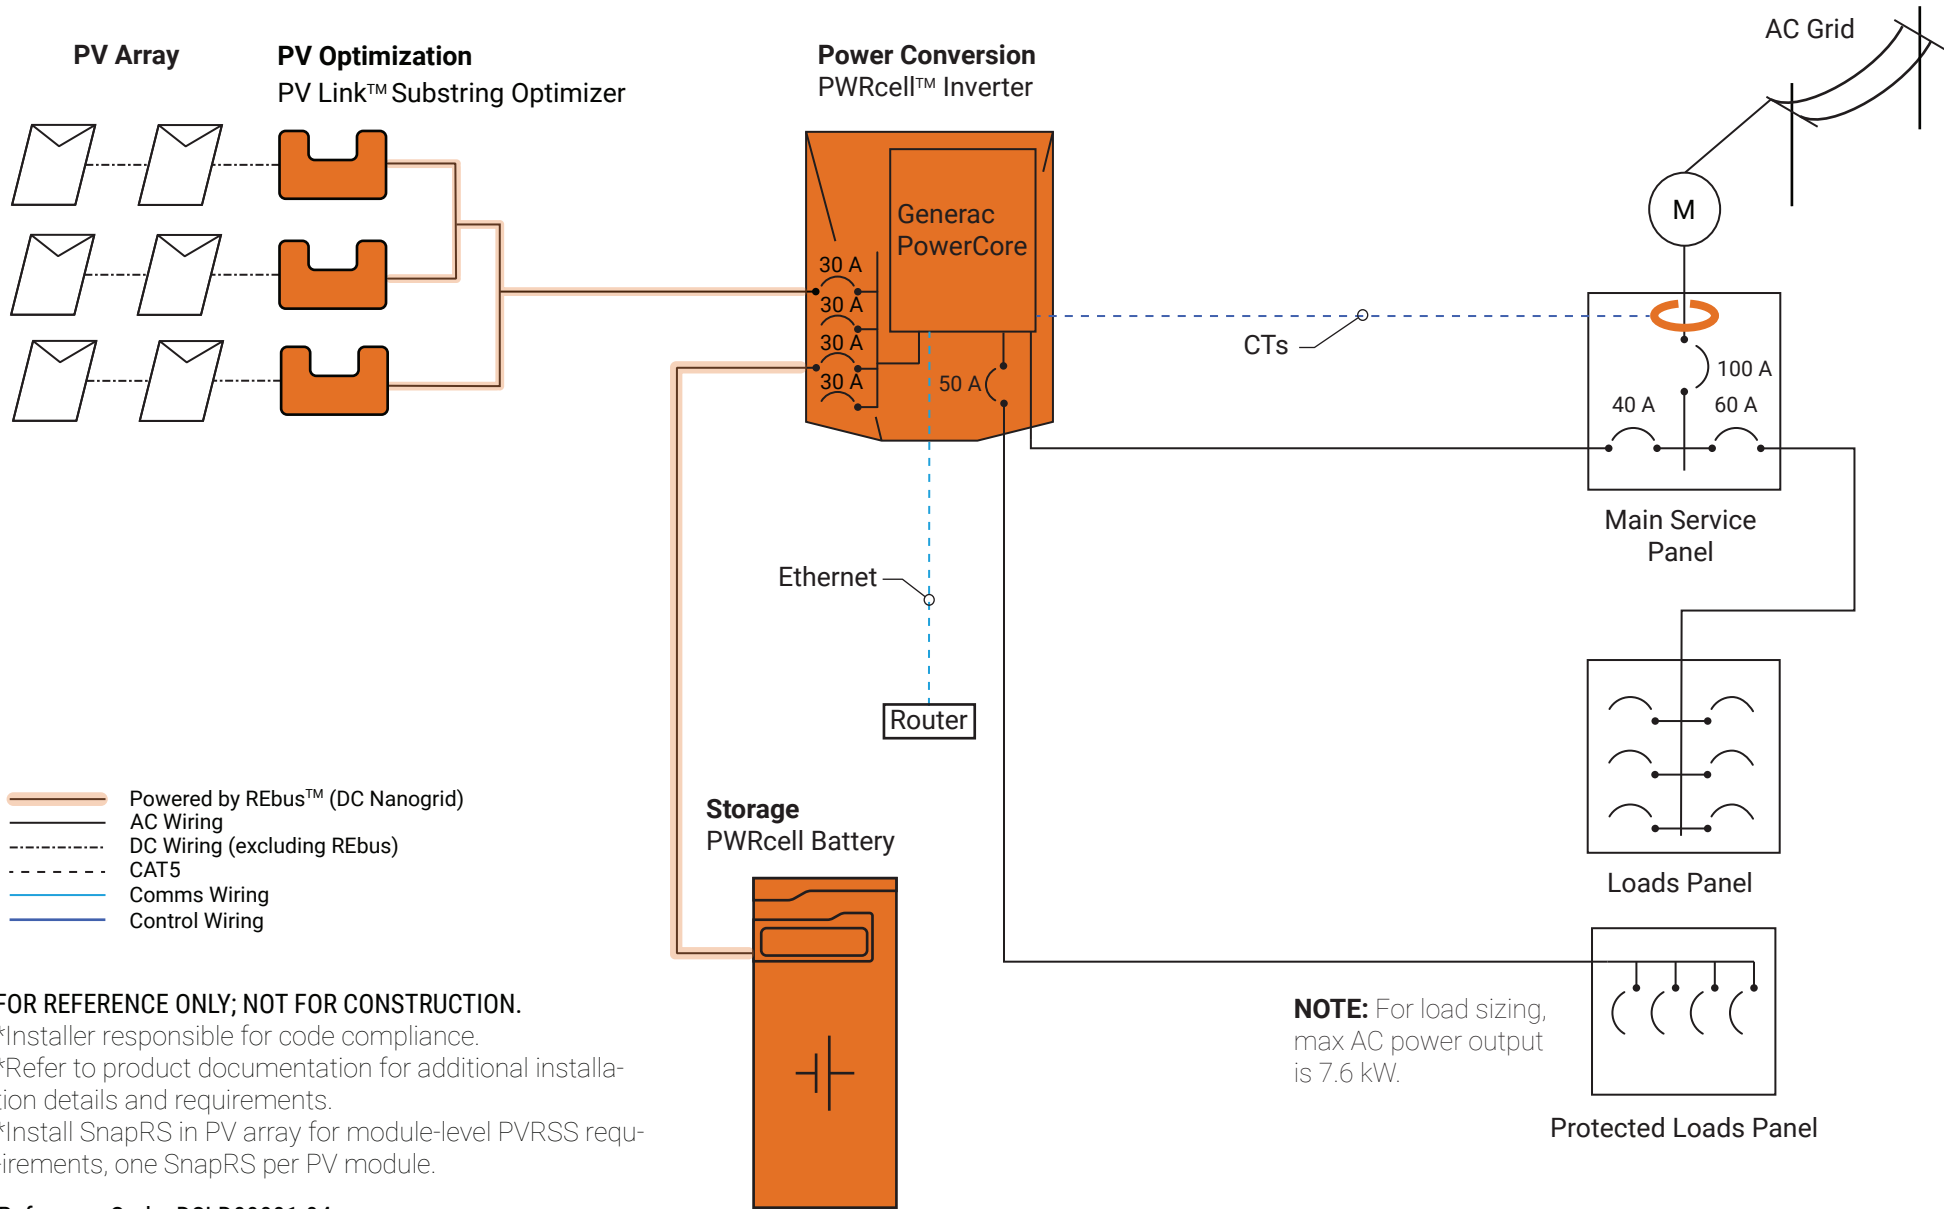 PV Array
PV Optimization
PV Link™ Substring Optimizer
Power Conversion
PWRcell™ Inverter
AC Grid
M
Generac
PowerCore
30 A
30 A
30 A
30 A
50 A
CTs
100 A
40 A
60 A
Main Service
Panel
Ethernet
Router
Powered by REbus™ (DC Nanogrid)
AC Wiring
DC Wiring (excluding REbus)
CAT5
Comms Wiring
Control Wiring
Storage
PWRcell Battery
Loads Panel
FOR REFERENCE ONLY; NOT FOR CONSTRUCTION.
*Installer responsible for code compliance.
*Refer to product documentation for additional installa-
tion details and requirements.
*Install SnapRS in PV array for module-level PVRSS requ-
irements, one SnapRS per PV module.
NOTE: For load sizing,
max AC power output
is 7.6 kW.
Protected Loads Panel